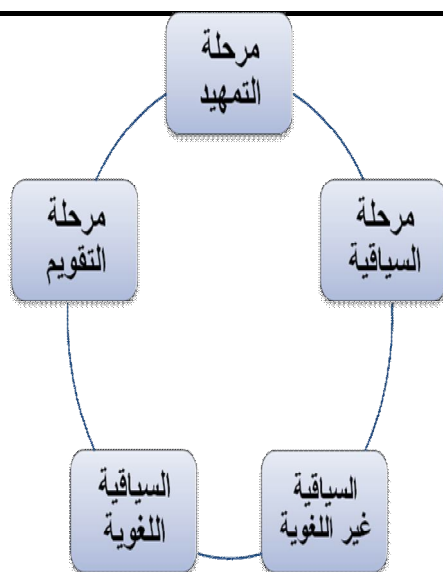 مرحلة
التمهيد
مرحلة
السياقية
مرحلة
التقويم
السياقية
غير اللغوية
السياقية
اللغوية